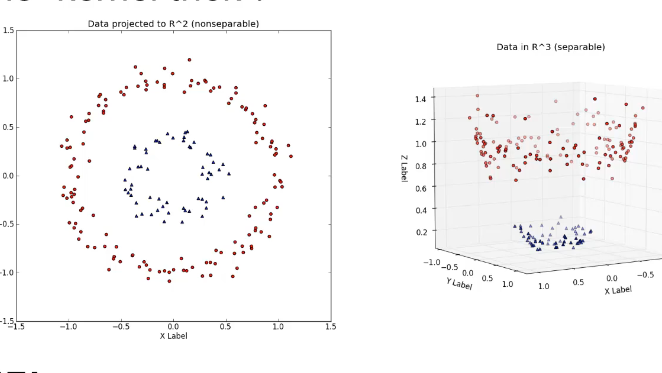 Data projected to R^2 (nonseparable)
1.5
1.0
0.5
0.0
−0.5
−1.0
−1.5
−1.5 −1.0 −0.5 0.0 0.5 1.0 1.5
X Label
Data in R^3 (separable)
1.4
1.2
1.0
0.8
0.6
0.4
0.2
Z Label
−1.0 −0.5 0.0 0.5 1.0
Y Label
1.0 0.5 0.0 −0.5
X Label